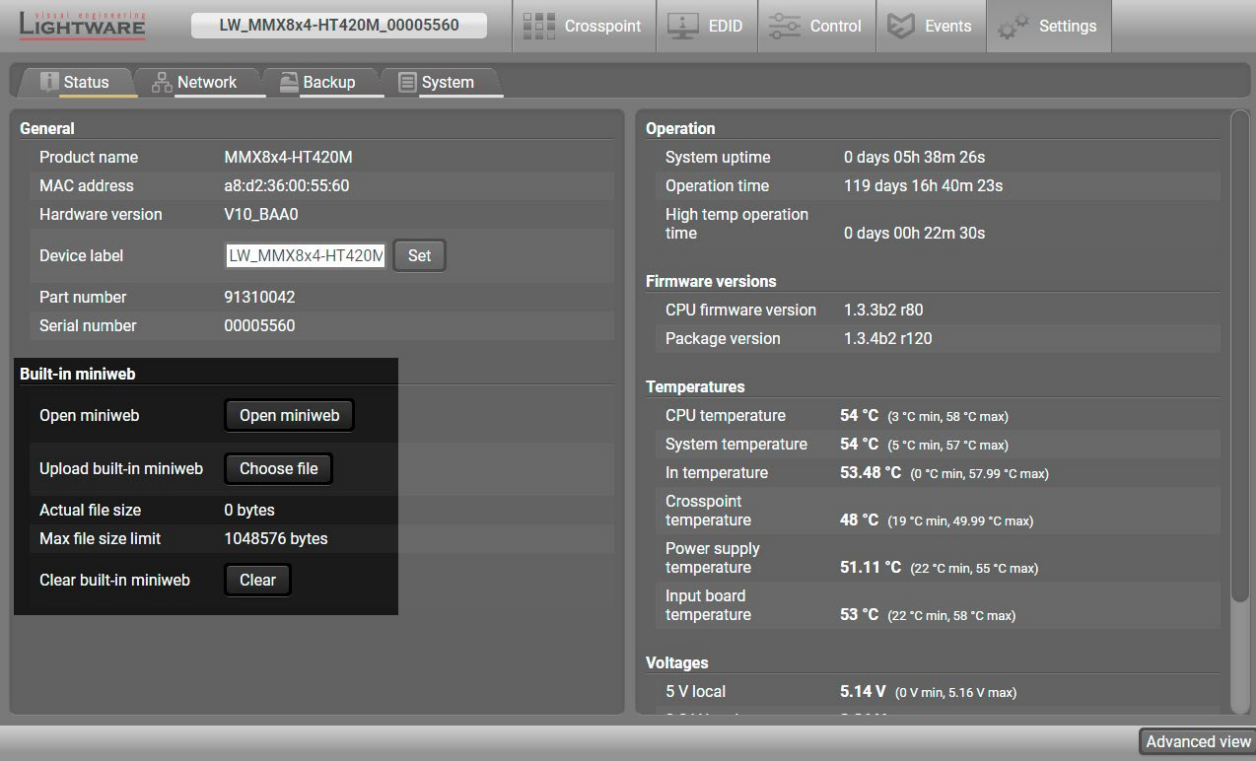 visual engineering
LIGHTWARE
LW_MMX8x4-HT420M_00005560
Crosspoint
EDID
Control
Events
Settings
Status
Network
Backup
System
General
Product name MMX8x4-HT420M
MAC address a8:d2:36:00:55:60
Hardware version V10_BAA0
Device label LW_MMX8x4-HT420M Set
Part number 91310042
Serial number 00005560
Built-in miniweb
Open miniweb Open miniweb
Upload built-in miniweb Choose file
Actual file size 0 bytes
Max file size limit 1048576 bytes
Clear built-in miniweb Clear
Operation
System uptime 0 days 05h 38m 26s
Operation time 119 days 16h 40m 23s
High temp operation
time 0 days 00h 22m 30s
Firmware versions
CPU firmware version 1.3.3b2 r80
Package version 1.3.4b2 r120
Temperatures
CPU temperature 54 °C (3 °C min, 58 °C max)
System temperature 54 °C (5 °C min, 57 °C max)
In temperature 53.48 °C (0 °C min, 57.99 °C max)
Crosspoint
temperature 48 °C (19 °C min, 49.99 °C max)
Power supply
temperature 51.11 °C (22 °C min, 55 °C max)
Input board
temperature 53 °C (22 °C min, 58 °C max)
Voltages
5 V local 5.14 V (0 V min, 5.16 V max)
Advanced view